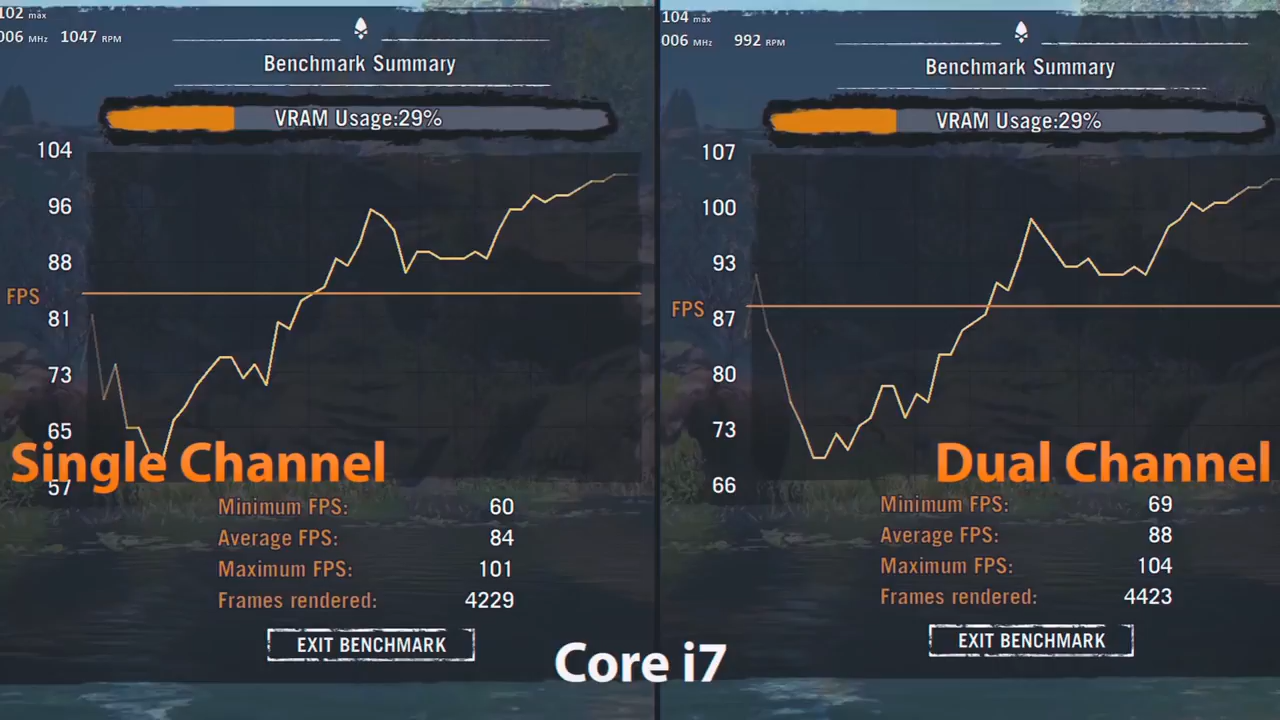 102 max
006 MHz 1047 RPM
Benchmark Summary
VRAM Usage:29%
104
96
88
FPS
81
73
65
57
Single Channel
Minimum FPS: 60
Average FPS: 84
Maximum FPS: 101
Frames rendered: 4229
EXIT BENCHMARK
104 max
006 MHz 992 RPM
Benchmark Summary
VRAM Usage:29%
107
100
93
FPS
87
80
73
66
Dual Channel
Minimum FPS: 69
Average FPS: 88
Maximum FPS: 104
Frames rendered: 4423
EXIT BENCHMARK
Core i7